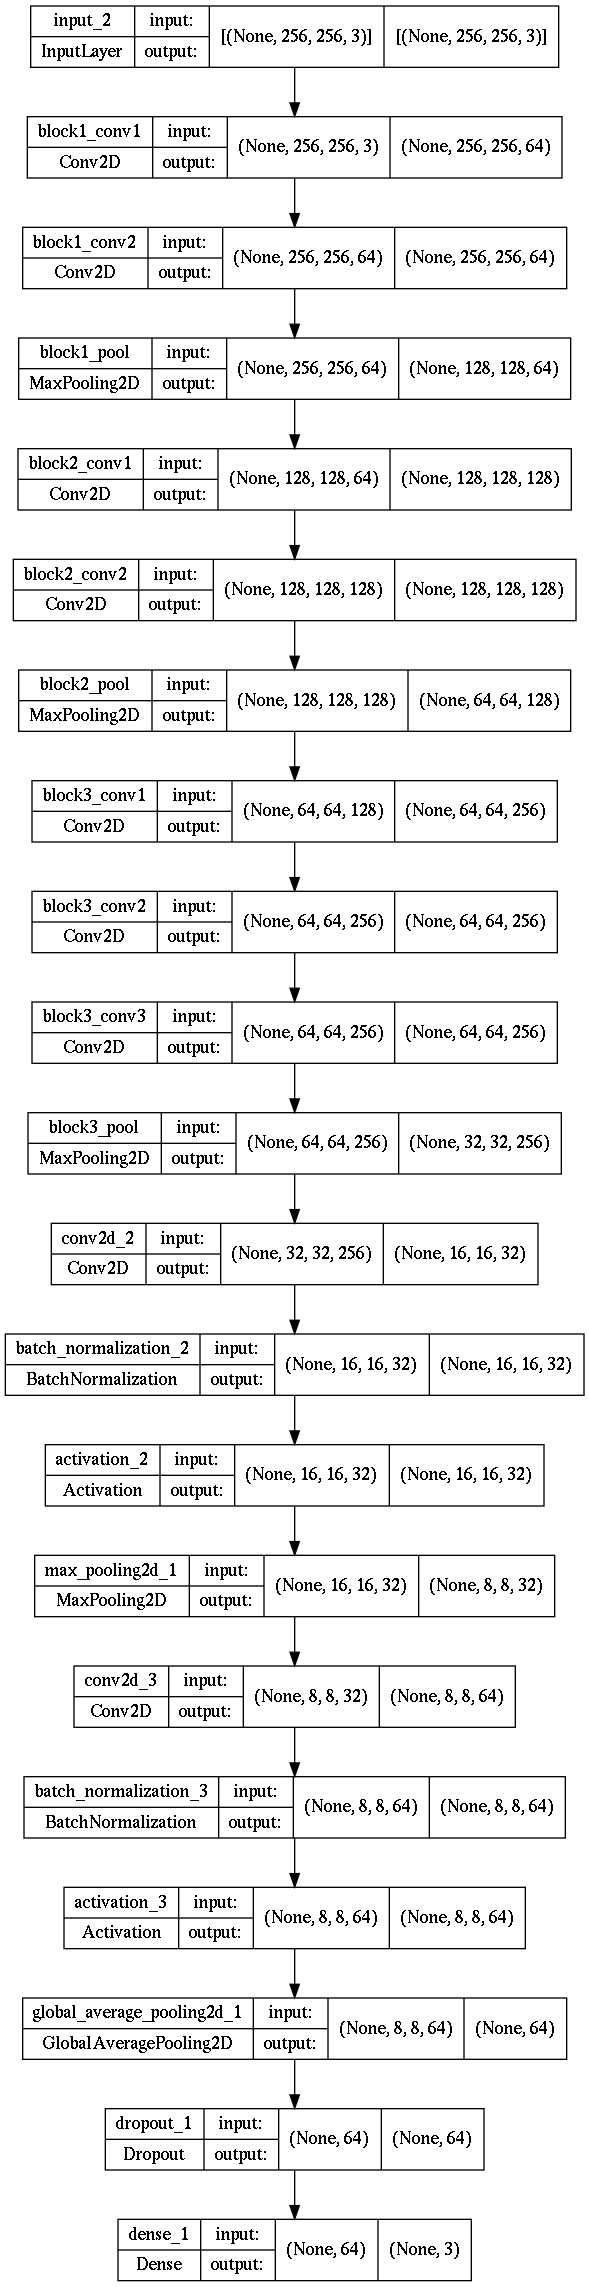 input_2 input: [(None, 256, 256, 3)] [(None, 256, 256, 3)]
InputLayer output:
block1_conv1 input: (None, 256, 256, 3) (None, 256, 256, 64)
Conv2D output:
block1_conv2 input: (None, 256, 256, 64) (None, 256, 256, 64)
Conv2D output:
block1_pool input: (None, 256, 256, 64) (None, 128, 128, 64)
MaxPooling2D output:
block2_conv1 input: (None, 128, 128, 64) (None, 128, 128, 128)
Conv2D output:
block2_conv2 input: (None, 128, 128, 128) (None, 128, 128, 128)
Conv2D output:
block2_pool input: (None, 128, 128, 128) (None, 64, 64, 128)
MaxPooling2D output:
block3_conv1 input: (None, 64, 64, 128) (None, 64, 64, 256)
Conv2D output:
block3_conv2 input: (None, 64, 64, 256) (None, 64, 64, 256)
Conv2D output:
block3_conv3 input: (None, 64, 64, 256) (None, 64, 64, 256)
Conv2D output:
block3_pool input: (None, 64, 64, 256) (None, 32, 32, 256)
MaxPooling2D output:
conv2d_2 input: (None, 32, 32, 256) (None, 16, 16, 32)
Conv2D output:
batch_normalization_2 input: (None, 16, 16, 32) (None, 16, 16, 32)
BatchNormalization output:
activation_2 input: (None, 16, 16, 32) (None, 16, 16, 32)
Activation output:
max_pooling2d_1 input: (None, 16, 16, 32) (None, 8, 8, 32)
MaxPooling2D output:
conv2d_3 input: (None, 8, 8, 32) (None, 8, 8, 64)
Conv2D output:
batch_normalization_3 input: (None, 8, 8, 64) (None, 8, 8, 64)
BatchNormalization output:
activation_3 input: (None, 8, 8, 64) (None, 8, 8, 64)
Activation output:
global_average_pooling2d_1 input: (None, 8, 8, 64) (None, 64)
GlobalAveragePooling2D output:
dropout_1 input: (None, 64) (None, 64)
Dropout output:
dense_1 input: (None, 64) (None, 3)
Dense output: